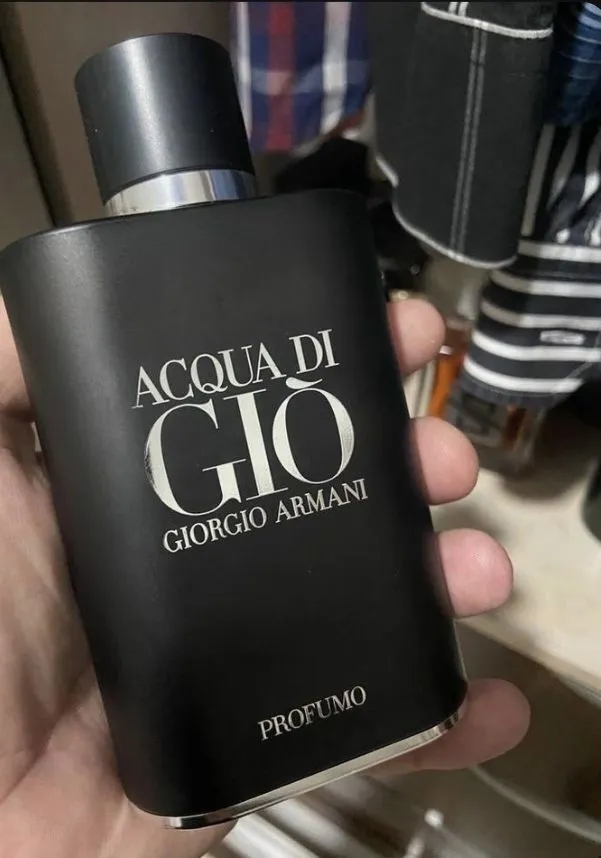 ACQUA DI
GIÒ
GIORGIO ARMANI
PROFUMO